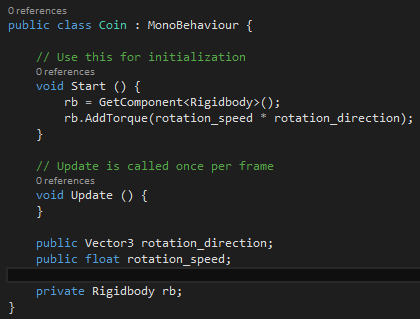 0 references
public class Coin : MonoBehaviour {
// Use this for initialization
0 references
void Start () {
rb = GetComponent<Rigidbody>();
rb.AddTorque(rotation_speed * rotation_direction);
}
// Update is called once per frame
0 references
void Update () {
}
public Vector3 rotation_direction;
public float rotation_speed;
private Rigidbody rb;
}